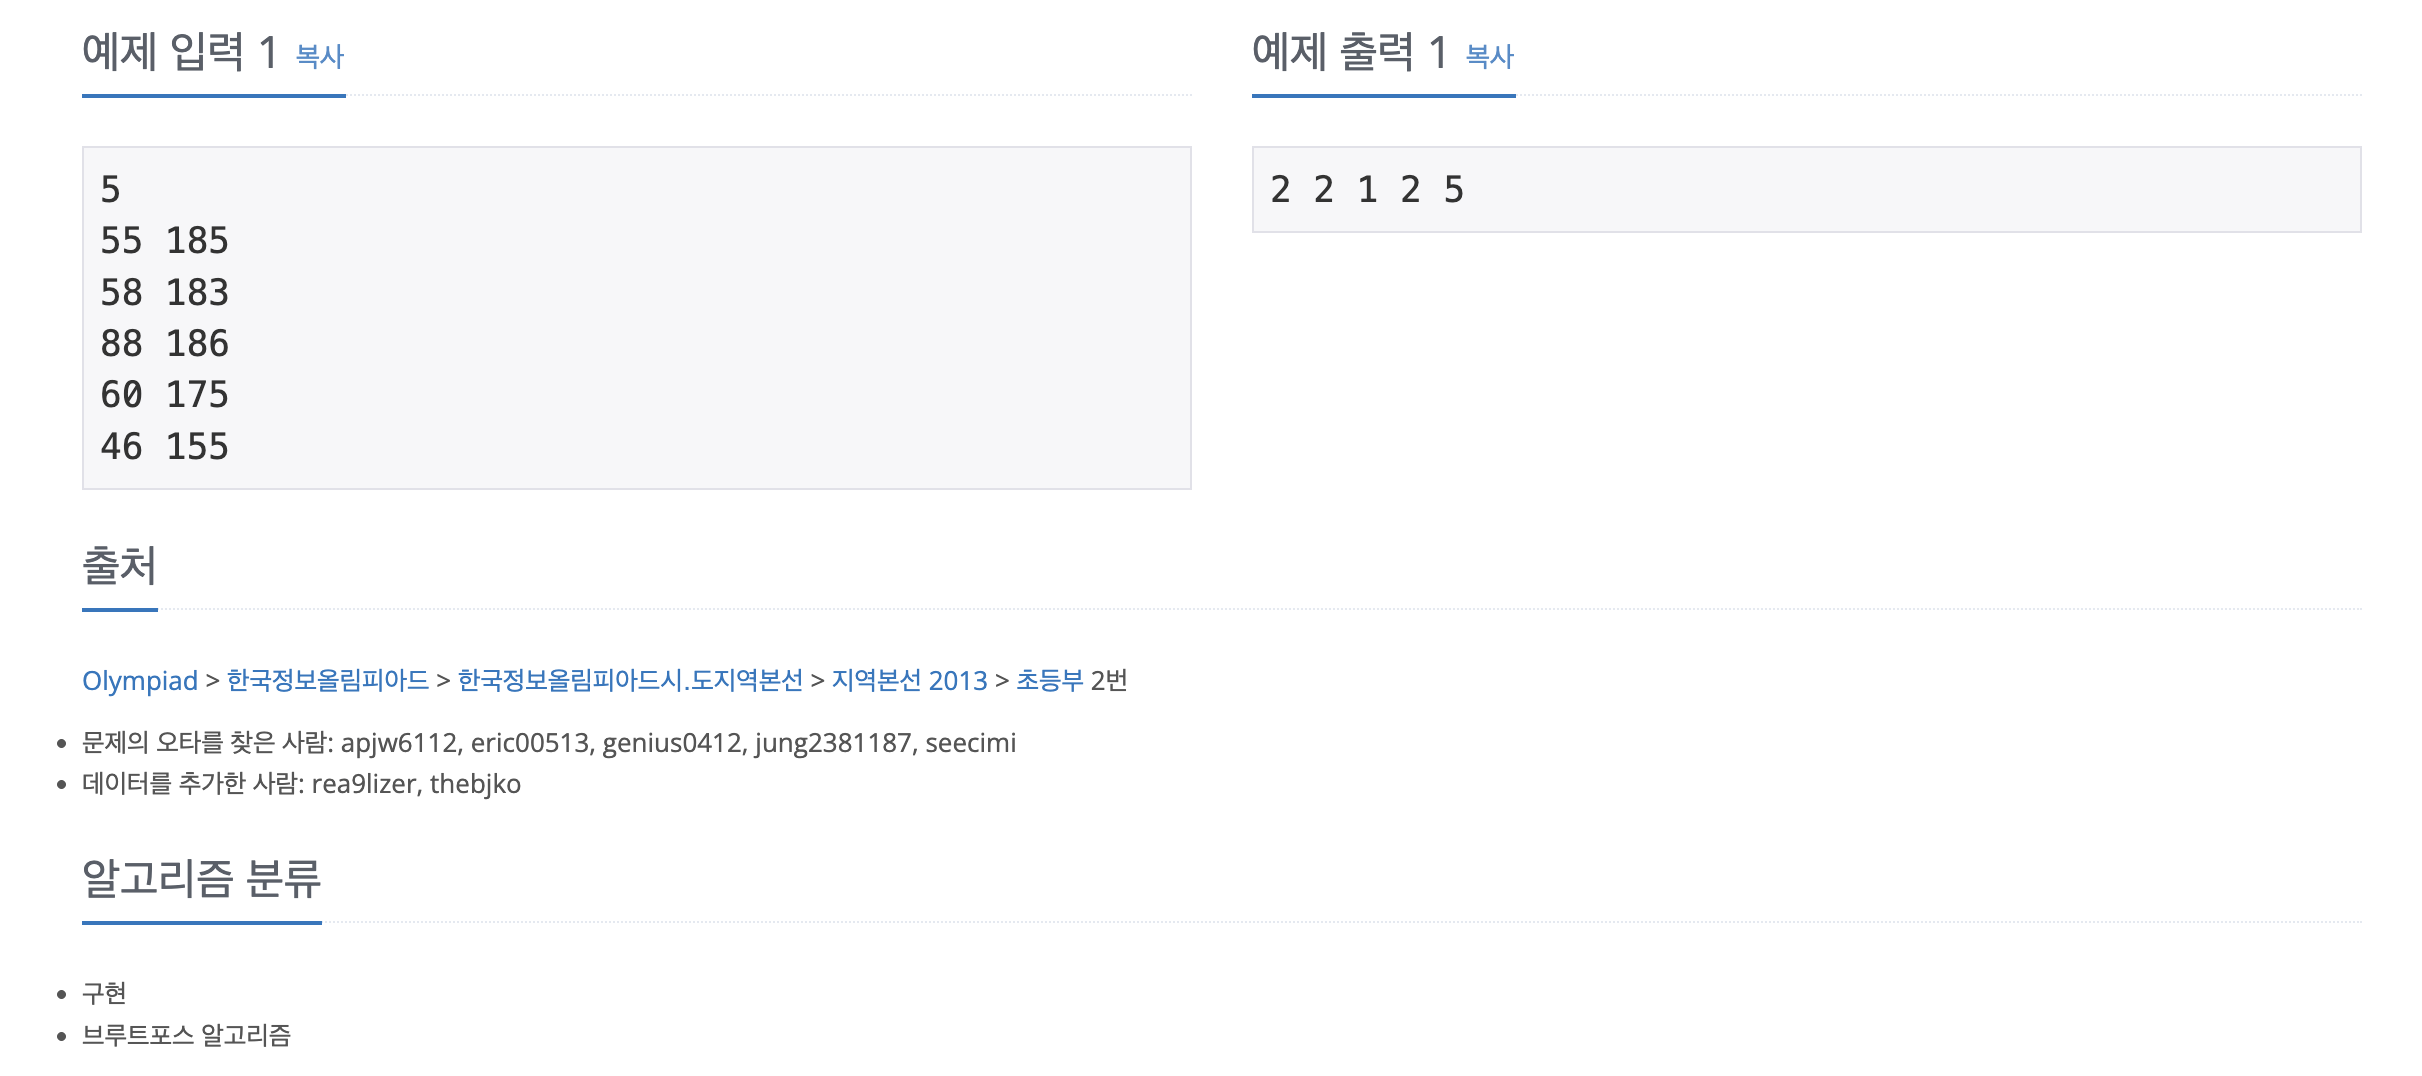 예제 입력 1 복사
5
55 185
58 183
88 186
60 175
46 155
예제 출력 1 복사
2 2 1 2 5
출처
Olympiad > 한국정보올림피아드 > 한국정보올림피아드시.도지역본선 > 지역본선 2013 > 초등부 2번
문제의 오타를 찾은 사람: apjw6112, eric00513, genius0412, jung2381187, seecimi
데이터를 추가한 사람: rea9lizer, thebjko
알고리즘 분류
구현
브루트포스 알고리즘